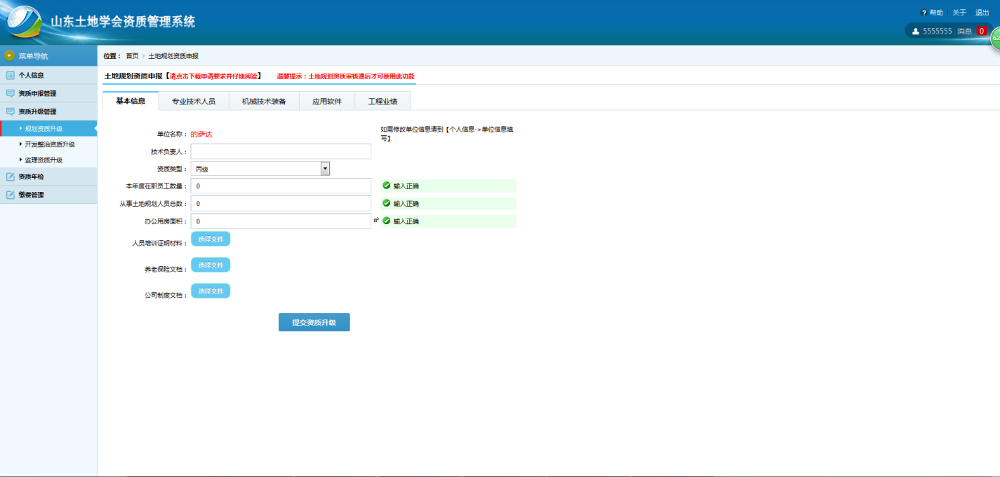 山东土地学会资质管理系统
帮助 关于 退出
5555555 消息 0
62
菜单导航
位置： 首页 › 土地规划资质申报
个人信息
资质申报管理
资质升级管理
规划资质升级
开发整治资质升级
监理资质升级
资质年检
缴费管理
土地规划资质申报【请点击下载申请要求并仔细阅读】 温馨提示：土地规划资质审核通后才可使用此功能
基本信息 专业技术人员 机械技术装备 应用软件 工程业绩
单位名称： 的萨达
如需修改单位信息请到【个人信息->单位信息填
写】
技术负责人：
资质类型： 丙级
本年度在职员工数量： 0 输入正确
从事土地规划人员总数： 0 输入正确
办公用房面积： 0 m² 输入正确
人员培训证明材料： 选择文件
养老保险文档： 选择文件
公司制度文档： 选择文件
提交资质升级